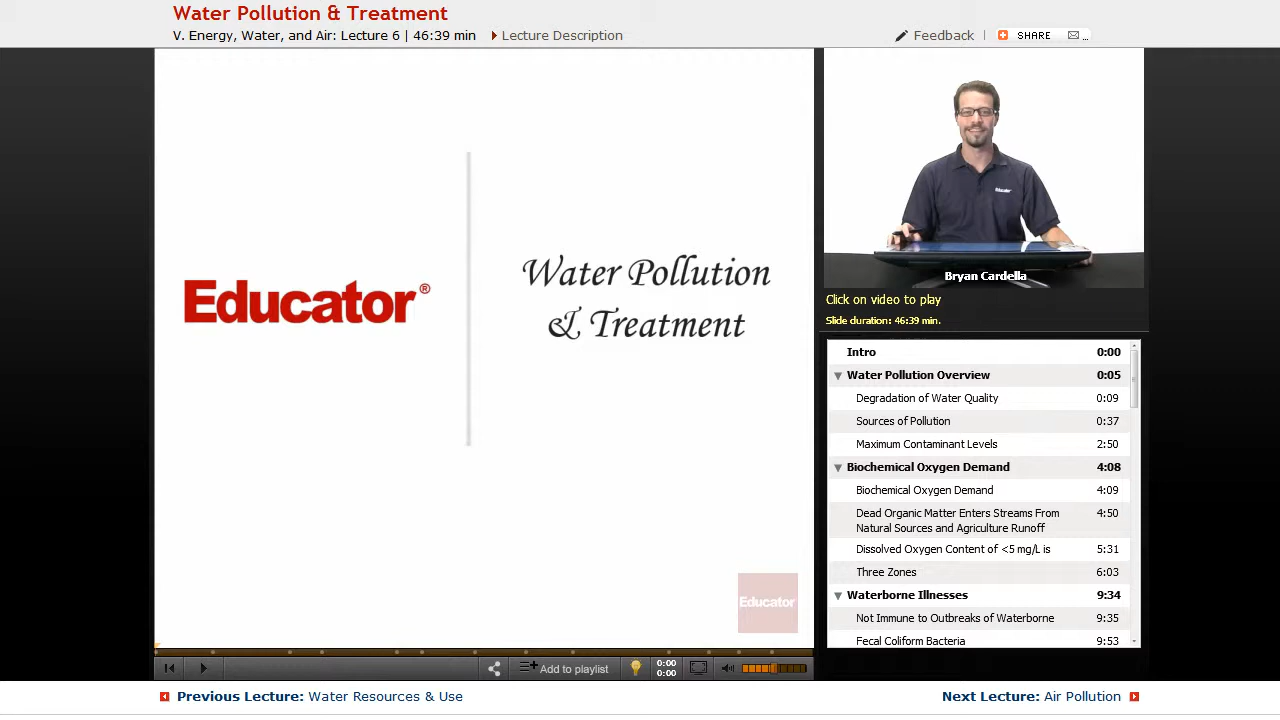 Water Pollution & Treatment
V. Energy, Water, and Air: Lecture 6 | 46:39 min
Lecture Description
Feedback
SHARE
...
Educator®
Water Pollution
& Treatment
Educator
Educator
Bryan Cardella
Click on video to play
Slide duration: 46:39 min.
Intro 0:00
Water Pollution Overview 0:05
Degradation of Water Quality 0:09
Sources of Pollution 0:37
Maximum Contaminant Levels 2:50
Biochemical Oxygen Demand 4:08
Biochemical Oxygen Demand 4:09
Dead Organic Matter Enters Streams From 4:50
Natural Sources and Agriculture Runoff
Dissolved Oxygen Content of <5 mg/L is 5:31
Three Zones 6:03
Waterborne Illnesses 9:34
Not Immune to Outbreaks of Waterborne 9:35
Fecal Coliform Bacteria 9:53
Add to playlist
0:00
0:00
Previous Lecture: Water Resources & Use
Next Lecture: Air Pollution